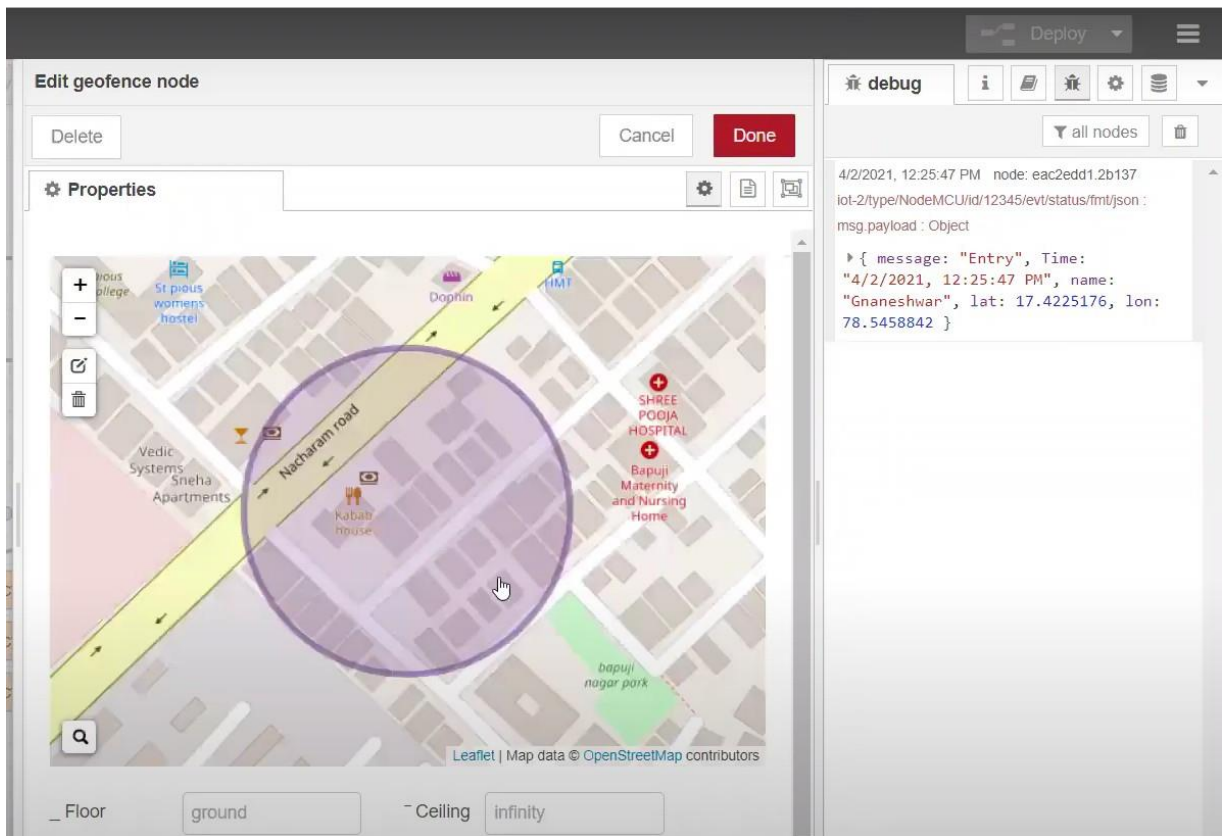 Deploy
Edit geofence node
Delete
Cancel
Done
Properties
St pious
womens
hostel
Dophin
HMT
SHREE
POOJA
HOSPITAL
Bapuji
Maternity
and Nursing
Home
Nacharam road
Vedic
Systems
Sneha
Apartments
Kabab
house
bapuji
nagar park
Leaflet | Map data © OpenStreetMap contributors
Floor
ground
Ceiling
infinity
debug
i
all nodes
4/2/2021, 12:25:47 PM node: eac2edd1.2b137
iot-2/type/NodeMCU/id/12345/evt/status/fmt/json :
msg.payload : Object
{ message: "Entry", Time:
"4/2/2021, 12:25:47 PM", name:
"Gnaneshwar", lat: 17.4225176, lon:
78.5458842 }